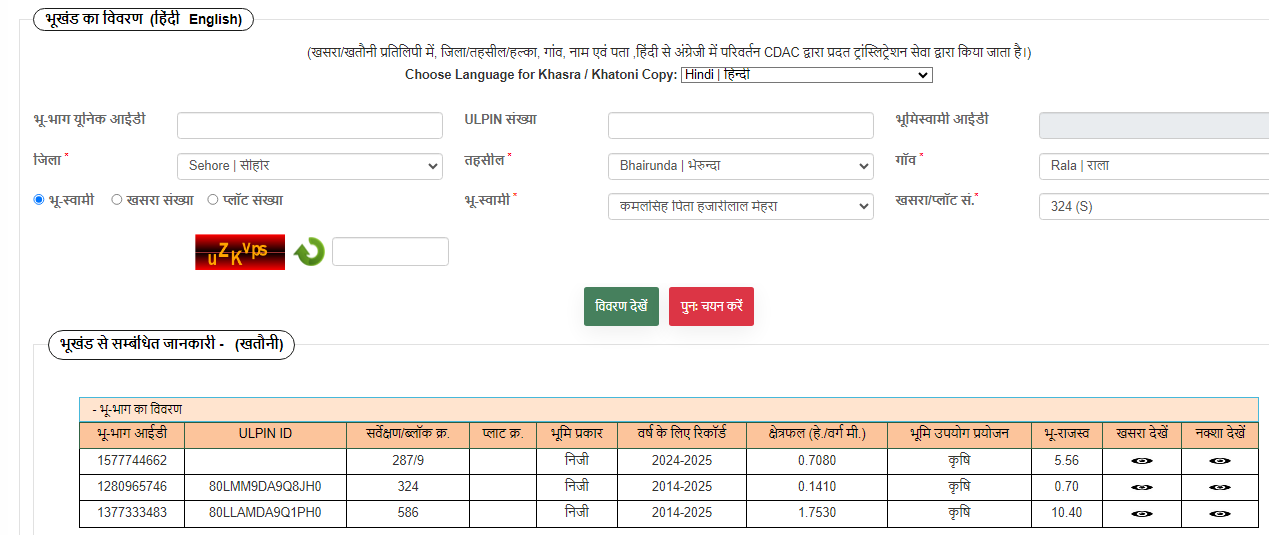 भूखंड का विवरण (हिंदी English)
(खसरा/खतौनी प्रतिलिपी में, जिला/तहसील/हल्का, गांव, नाम एवं पता ,हिंदी से अंग्रेजी में परिवर्तन CDAC द्वारा प्रदत ट्रांस्लिट्रेशन सेवा द्वारा किया जाता है।)
Choose Language for Khasra / Khatoni Copy: Hindi | हिन्दी
भू-भाग यूनिक आईडी ULPIN संख्या भूमिस्वामी आईडी
जिला * Sehore | सीहोर तहसील * Bhairunda | भेरुन्दा गाँव * Rala | राला
भू-स्वामी खसरा संख्या प्लॉट संख्या भू-स्वामी * कमलसिंह पिता हजारीलाल मेहरा खसरा/प्लॉट सं.* 324 (S)
uZKVps
विवरण देखें पुनः चयन करें
भूखंड से सम्बंधित जानकारी - (खतौनी)
- भू-भाग का विवरण
भू-भाग आईडी ULPIN ID सर्वेक्षण/ब्लॉक क्र. प्लाट क्र. भूमि प्रकार वर्ष के लिए रिकॉर्ड क्षेत्रफल (हे./वर्ग मी.) भूमि उपयोग प्रयोजन भू-राजस्व खसरा देखें नक्शा देखें
1577744662 287/9 निजी 2024-2025 0.7080 कृषि 5.56
1280965746 80LMM9DA9Q8JH0 324 निजी 2014-2025 0.1410 कृषि 0.70
1377333483 80LLAMDA9Q1PH0 586 निजी 2014-2025 1.7530 कृषि 10.40